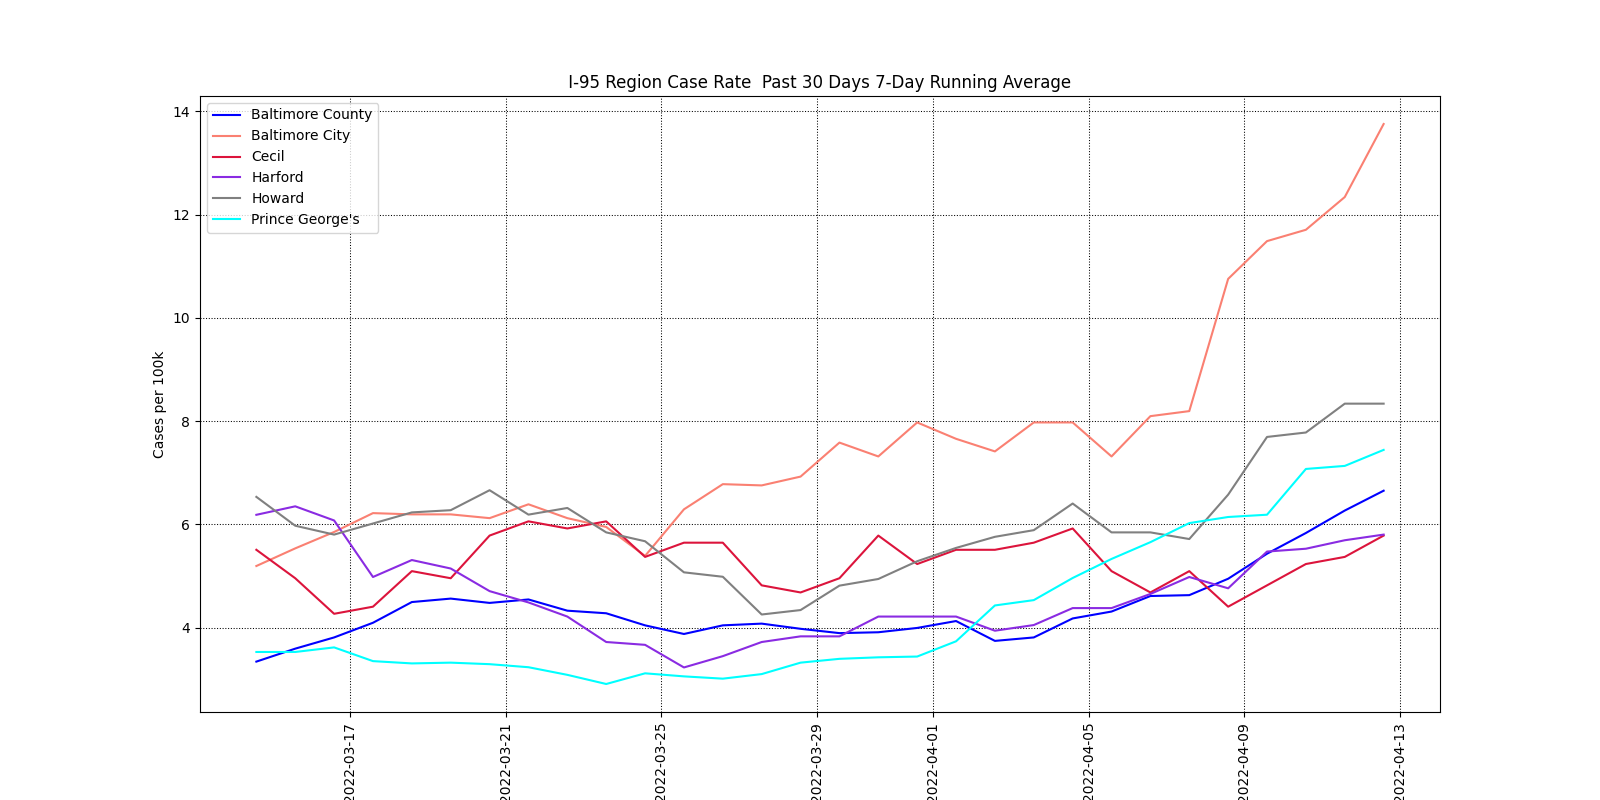 I-95 Region Case Rate  Past 30 Days 7-Day Running Average
14
12
10
8
6
4
Cases per 100k
Baltimore County
Baltimore City
Cecil
Harford
Howard
Prince George's
2022-03-17
2022-03-21
2022-03-25
2022-03-29
2022-04-01
2022-04-05
2022-04-09
2022-04-13